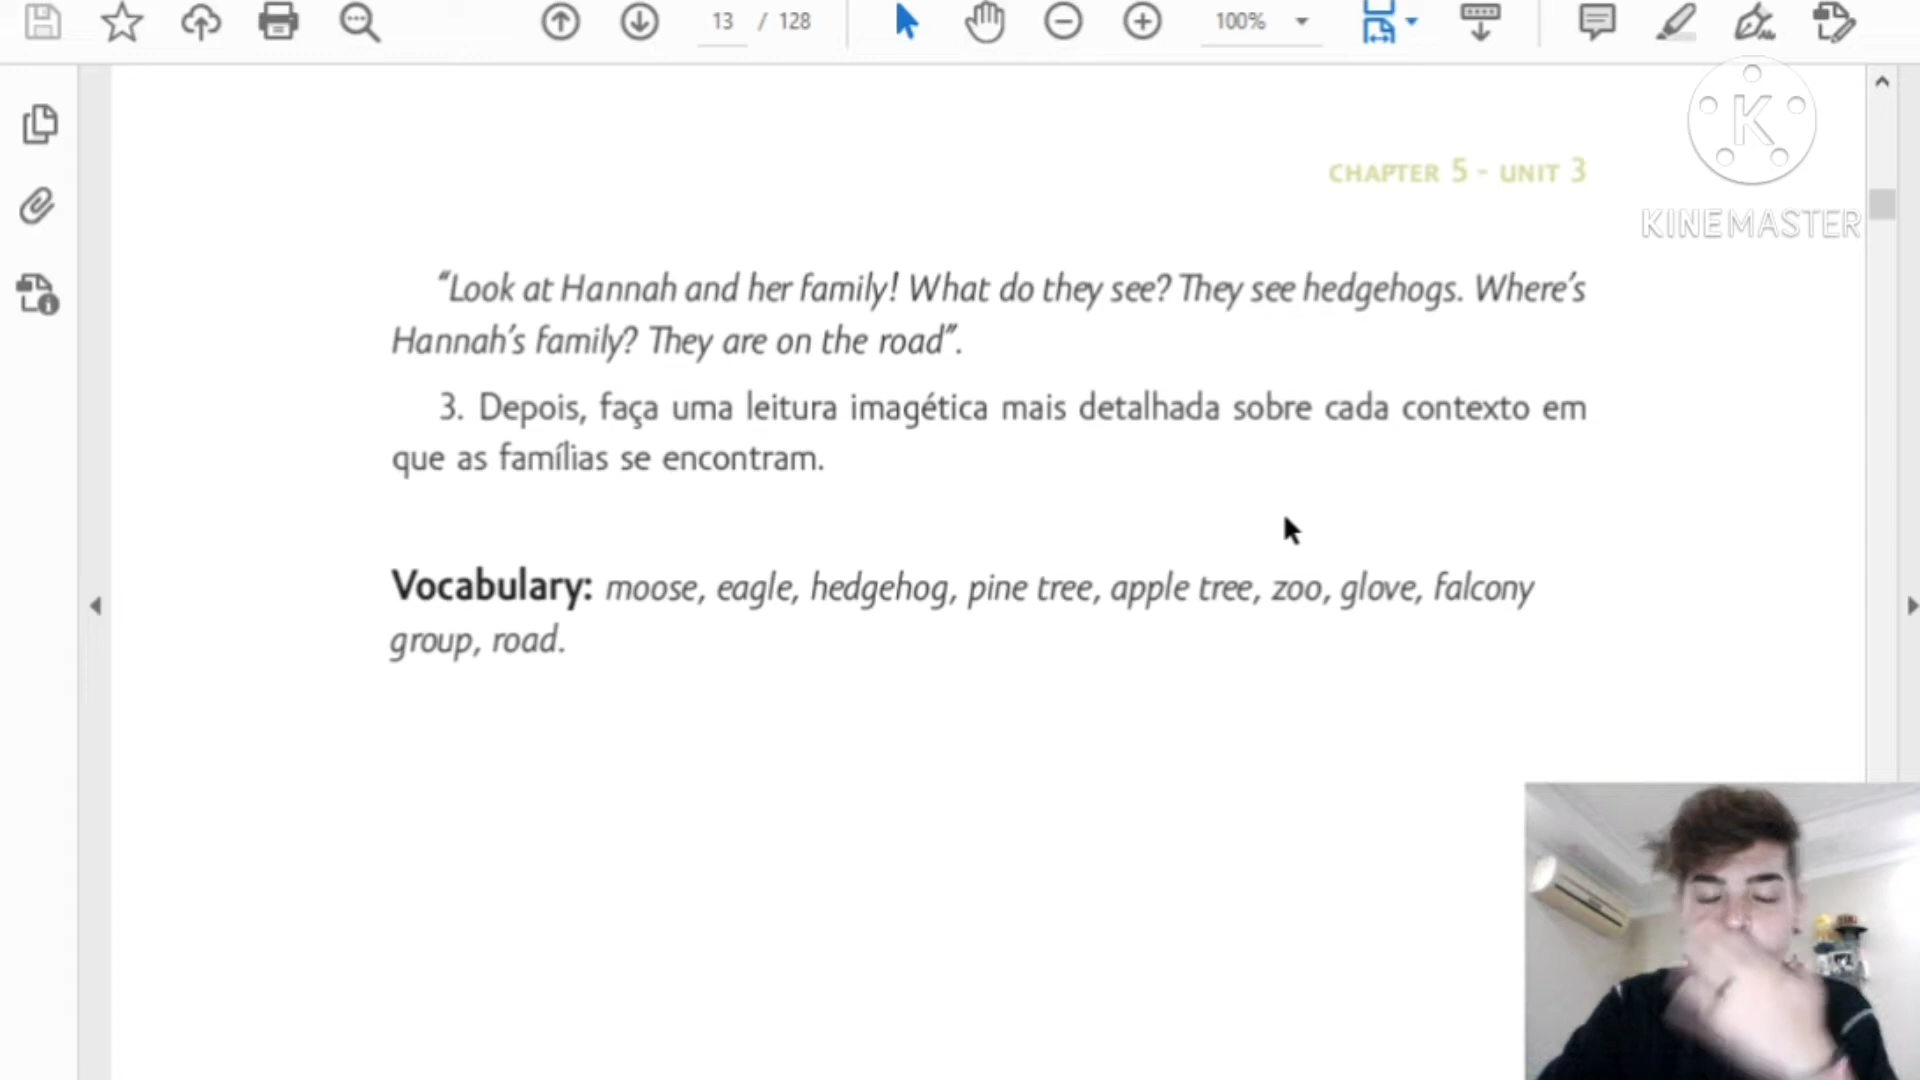 13 / 128
100%
CHAPTER 5 - UNIT 3
K
KINEMASTER
“Look at Hannah and her family! What do they see? They see hedgehogs. Where’s
Hannah’s family? They are on the road”.
3. Depois, faça uma leitura imagética mais detalhada sobre cada contexto em
que as famílias se encontram.
Vocabulary: moose, eagle, hedgehog, pine tree, apple tree, zoo, glove, falcony
group, road.